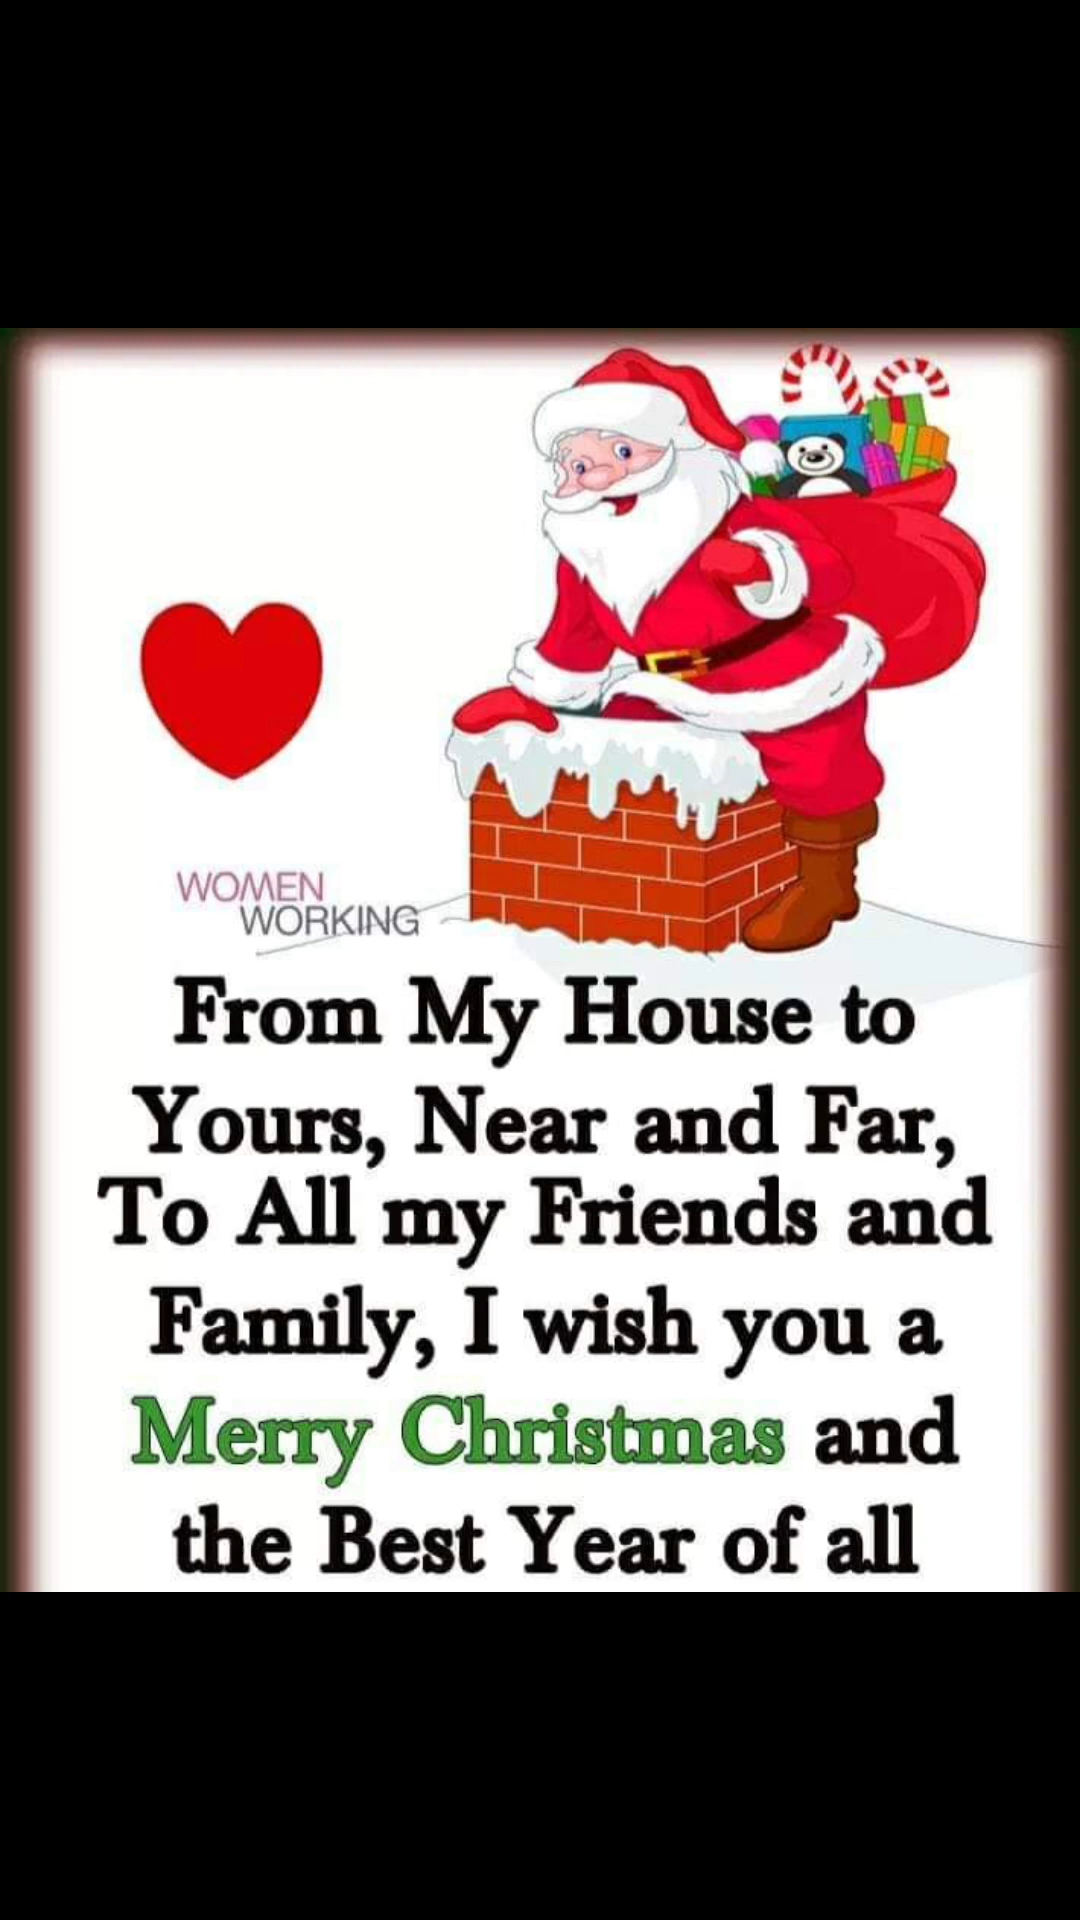 WOMEN
WORKING
From My House to
Yours, Near and Far,
To All my Friends and
Family, I wish you a
Merry Christmas and
the Best Year of all